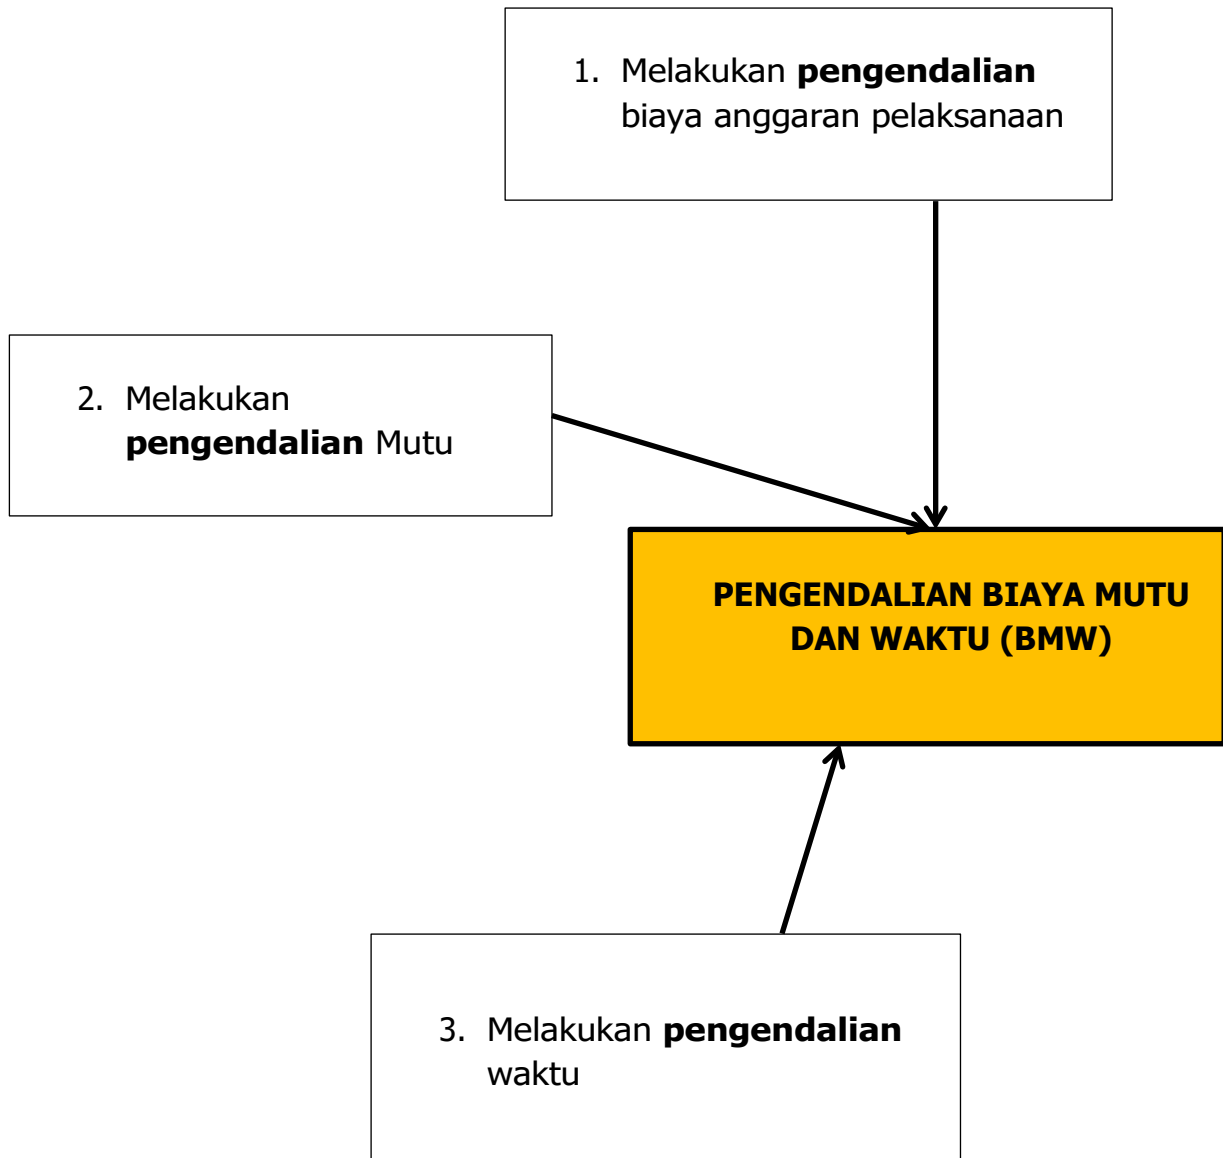 1. Melakukan pengendalian
biaya anggaran pelaksanaan
2. Melakukan
pengendalian Mutu
PENGENDALIAN BIAYA MUTU
DAN WAKTU (BMW)
3. Melakukan pengendalian
waktu